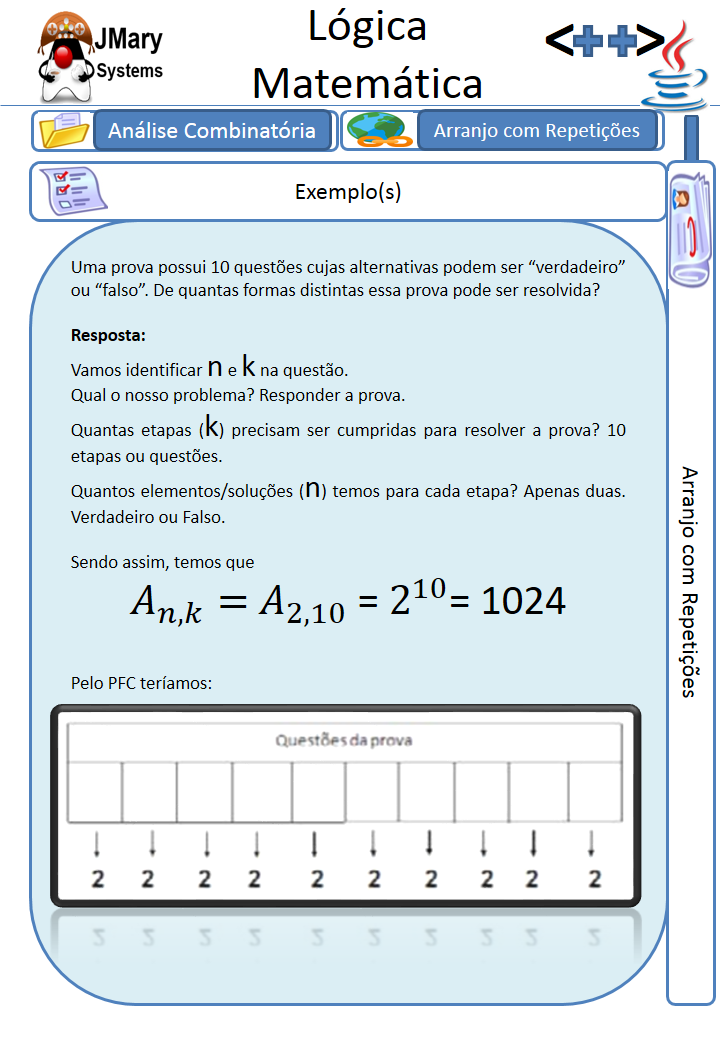 JMary
Systems
Lógica
Matemática
<++>
Análise Combinatória
Arranjo com Repetições
Exemplo(s)
Uma prova possui 10 questões cujas alternativas podem ser “verdadeiro”
ou “falso”. De quantas formas distintas essa prova pode ser resolvida?
Resposta:
Vamos identificar n e k na questão.
Qual o nosso problema? Responder a prova.
Quantas etapas (k) precisam ser cumpridas para resolver a prova? 10
etapas ou questões.
Quantos elementos/soluções (n) temos para cada etapa? Apenas duas.
Verdadeiro ou Falso.
Sendo assim, temos que
A_{n,k} = A_{2,10} = 2^{10} = 1024
Pelo PFC teríamos:
Questões da prova
2 2 2 2 2 2 2 2 2 2
Arranjo com Repetições